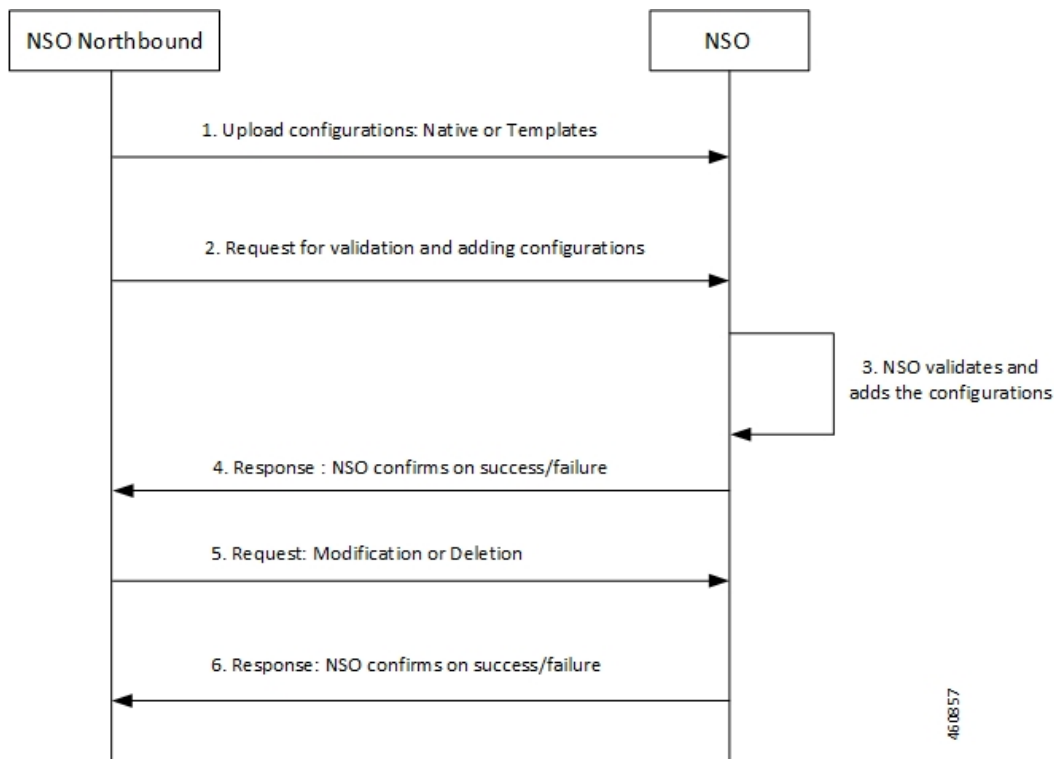 NSO Northbound
NSO
1. Upload configurations: Native or Templates
2. Request for validation and adding configurations
3. NSO validates and
adds the configurations
4. Response : NSO confirms on success/failure
5. Request: Modification or Deletion
6. Response: NSO confirms on success/failure
460857